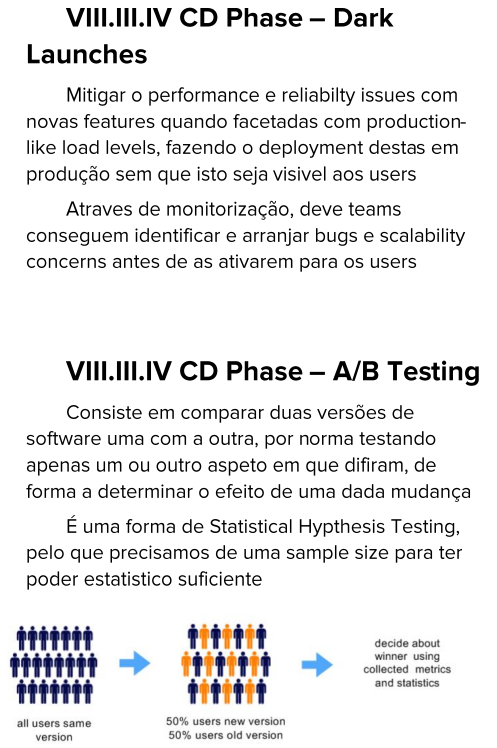 VIII.III.IV CD Phase – Dark
Launches
Mitigar o performance e reliabilty issues com
novas features quando facetadas com production-
like load levels, fazendo o deployment destas em
produção sem que isto seja visivel aos users
Atraves de monitorização, deve teams
conseguem identificar e arranjar bugs e scalability
concerns antes de as ativarem para os users
VIII.III.IV CD Phase – A/B Testing
Consiste em comparar duas versões de
software uma com a outra, por norma testando
apenas um ou outro aspeto em que difiram, de
forma a determinar o efeito de uma dada mudança
É uma forma de Statistical Hypthesis Testing,
pelo que precisamos de uma sample size para ter
poder estatistico suficiente
all users same
version
50% users new version
50% users old version
decide about
winner using
collected metrics
and statistics